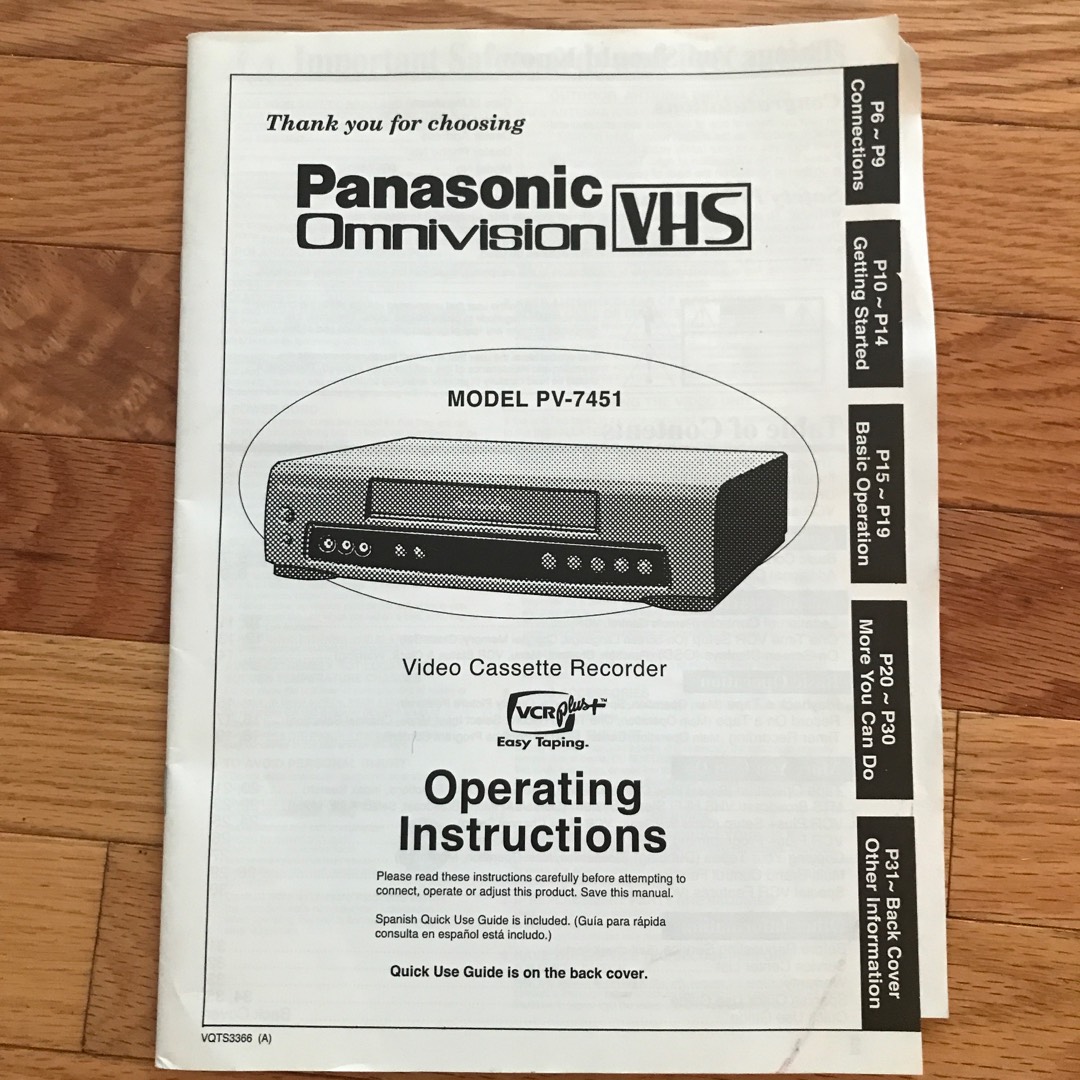 Thank you for choosing
Panasonic
Omnivision VHS
MODEL PV-7451
Video Cassette Recorder
VCR plus+™
Easy Taping.
Operating
Instructions
Please read these instructions carefully before attempting to
connect, operate or adjust this product. Save this manual.
Spanish Quick Use Guide is included. (Guía para rápida
consulta en español está includo.)
Quick Use Guide is on the back cover.
VQTS3366 (A)
P6 ~ P9
Connections
P10 ~ P14
Getting Started
P15 ~ P19
Basic Operation
P20 ~ P30
More You Can Do
P31~ Back Cover
Other Information